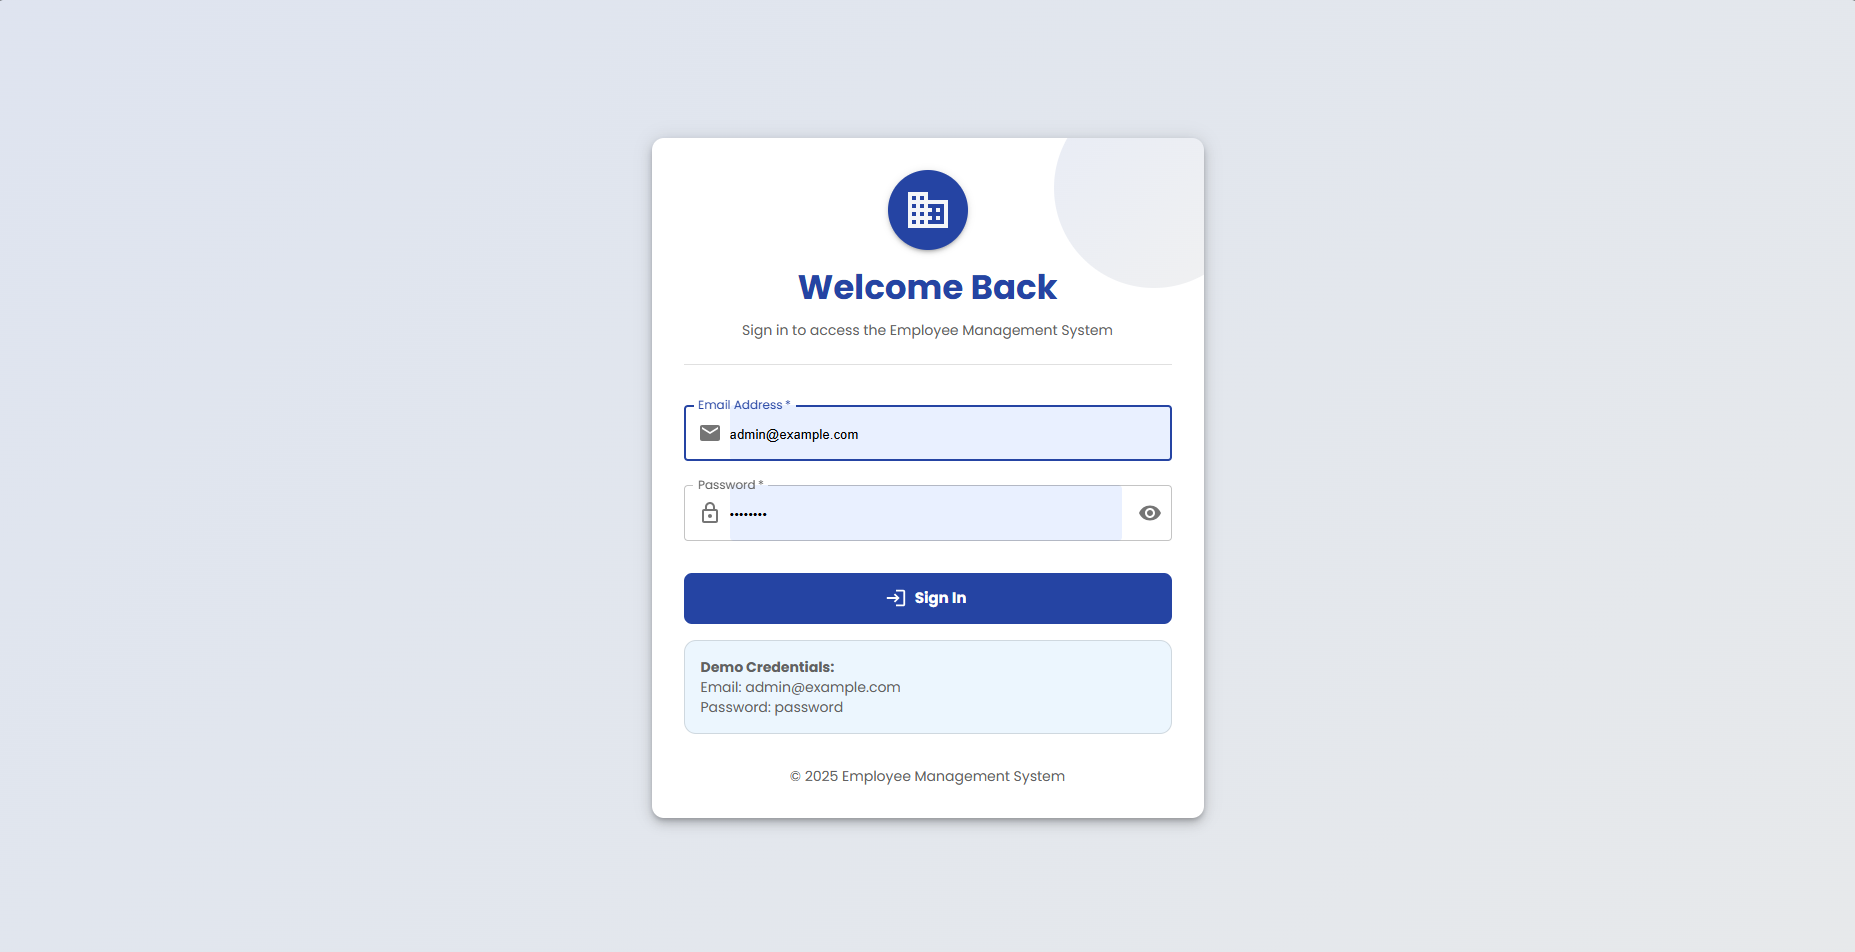 Welcome Back
Sign in to access the Employee Management System
Email Address *
admin@example.com
Password *
••••••••
Sign In
Demo Credentials:
Email: admin@example.com
Password: password
© 2025 Employee Management System